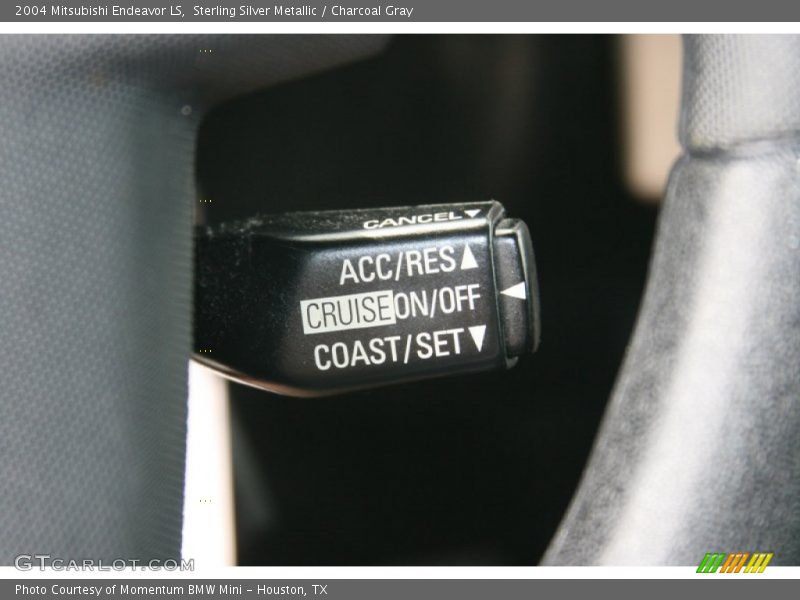 2004 Mitsubishi Endeavor LS, Sterling Silver Metallic / Charcoal Gray
CANCEL▼
ACC/RES▲
CRUISE ON/OFF ◀
COAST/SET▼
GTCARLOT.COM
Photo Courtesy of Momentum BMW Mini - Houston, TX